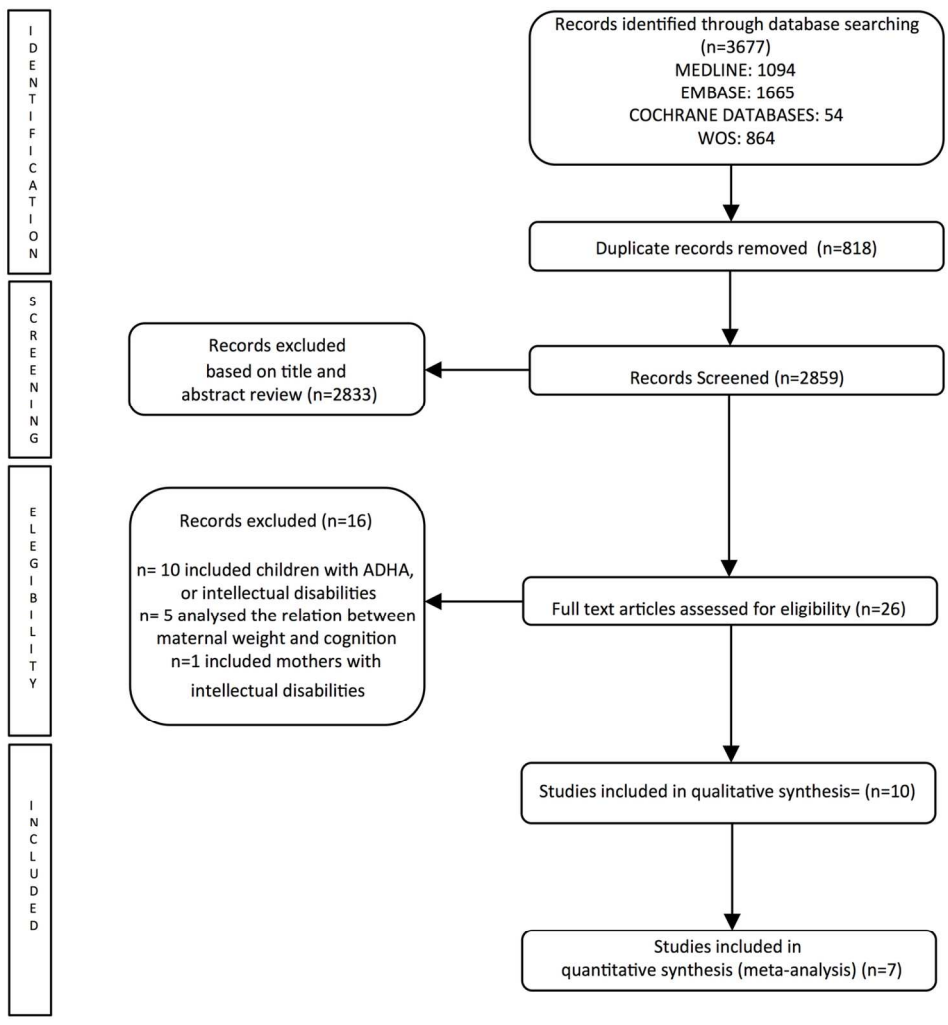 IDENTIFICATION
Records identified through database searching
(n=3677)
MEDLINE: 1094
EMBASE: 1665
COCHRANE DATABASES: 54
WOS: 864
Duplicate records removed (n=818)
SCREENING
Records excluded
based on title and
abstract review (n=2833)
Records Screened (n=2859)
ELEGIBILITY
Records excluded (n=16)
n= 10 included children with ADHA,
or intellectual disabilities
n= 5 analysed the relation between
maternal weight and cognition
n=1 included mothers with
intellectual disabilities
Full text articles assessed for eligibility (n=26)
INCLUDED
Studies included in qualitative synthesis= (n=10)
Studies included in
quantitative synthesis (meta-analysis) (n=7)